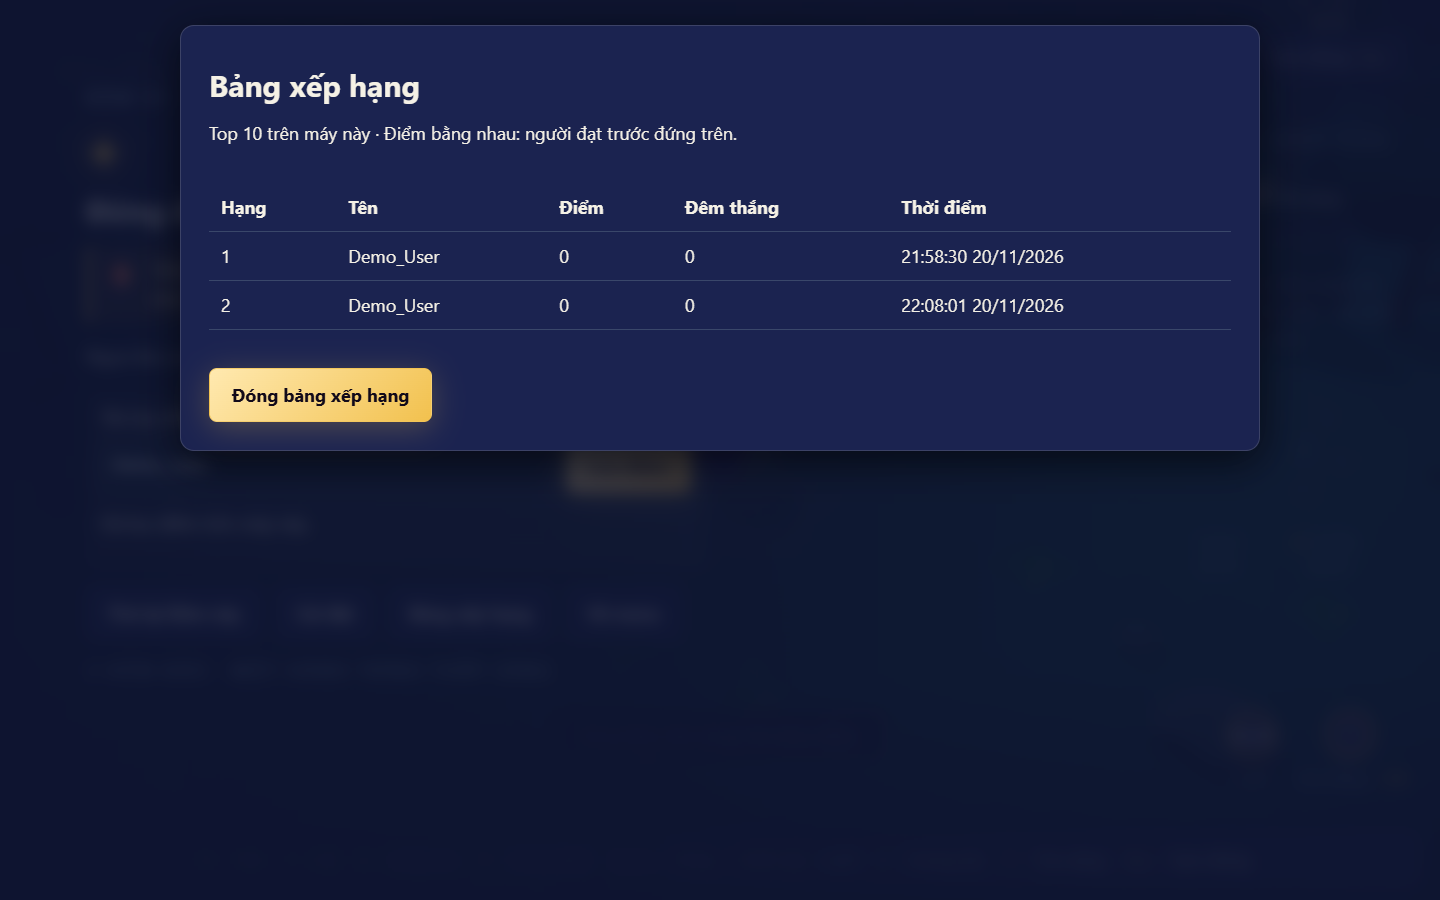 Bảng xếp hạng
Top 10 trên máy này · Điểm bằng nhau: người đạt trước đứng trên.
Hạng Tên Điểm Đêm thắng Thời điểm
1 Demo_User 0 0 21:58:30 20/11/2026
2 Demo_User 0 0 22:08:01 20/11/2026
Đóng bảng xếp hạng